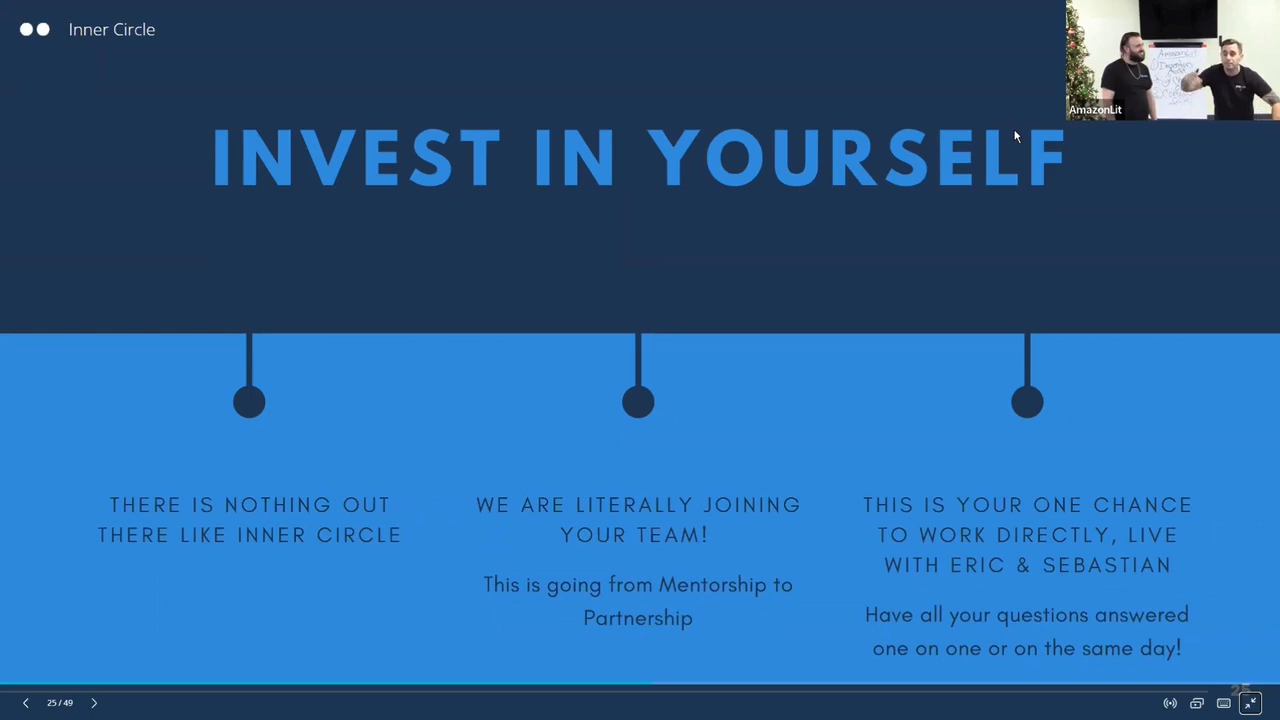 Inner Circle
AmazonLit
AmazonLit
INVEST IN YOURSELF
THERE IS NOTHING OUT
THERE LIKE INNER CIRCLE
WE ARE LITERALLY JOINING
YOUR TEAM!
This is going from Mentorship to
Partnership
THIS IS YOUR ONE CHANCE
TO WORK DIRECTLY, LIVE
WITH ERIC & SEBASTIAN
Have all your questions answered
one on one or on the same day!
25 / 49